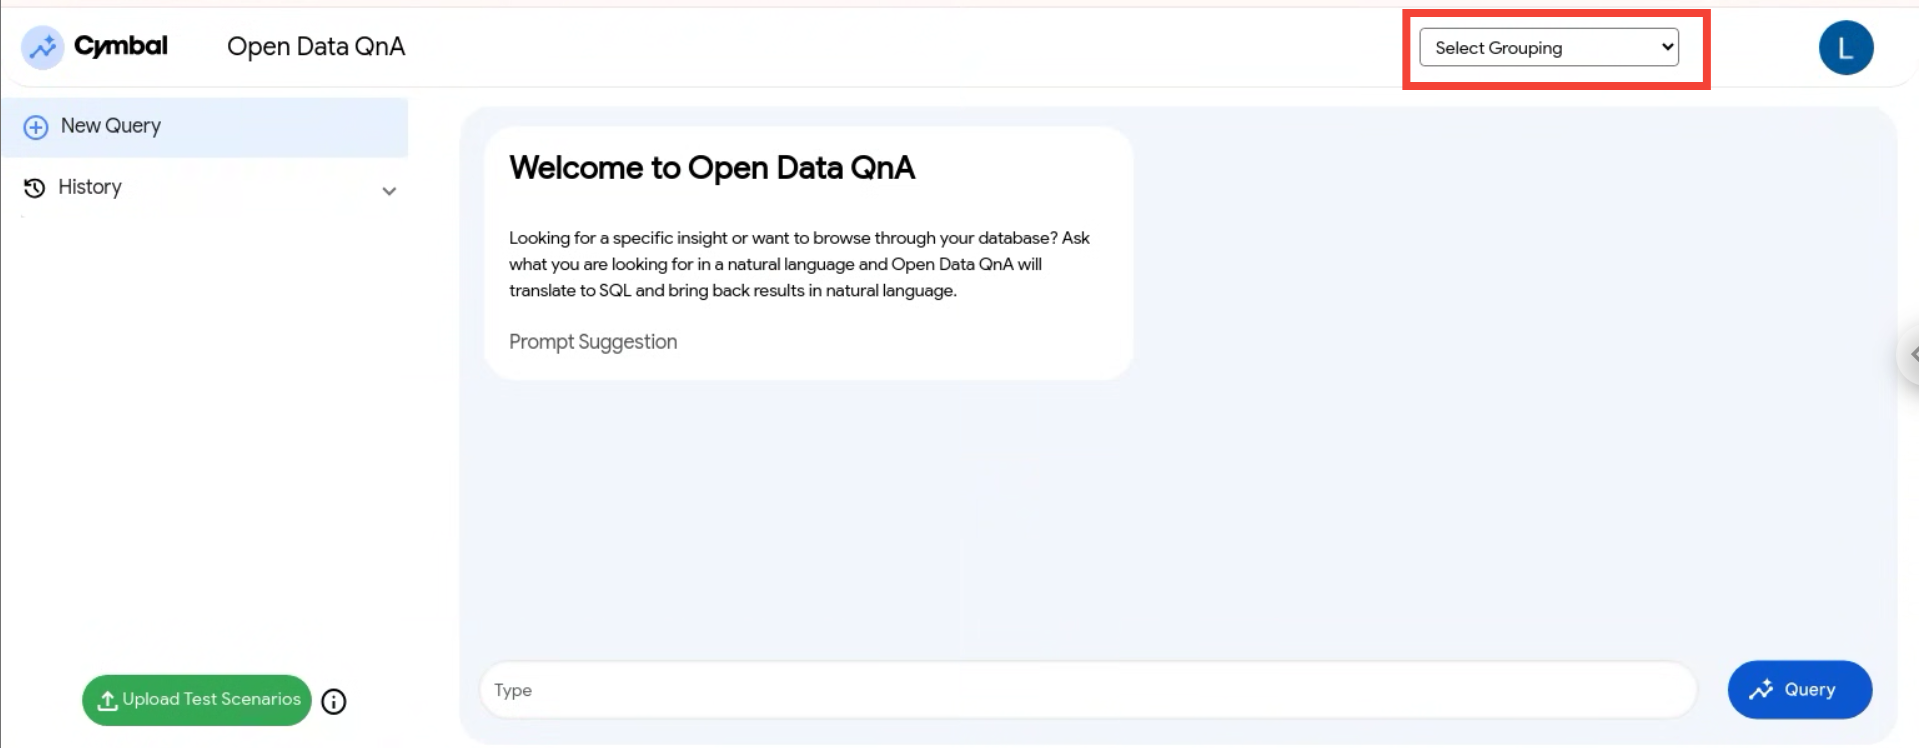 Cymbal
Open Data QnA
Select Grouping
L
New Query
History
Welcome to Open Data QnA
Looking for a specific insight or want to browse through your database? Ask
what you are looking for in a natural language and Open Data QnA will
translate to SQL and bring back results in natural language.
Prompt Suggestion
Upload Test Scenarios
Type
Query